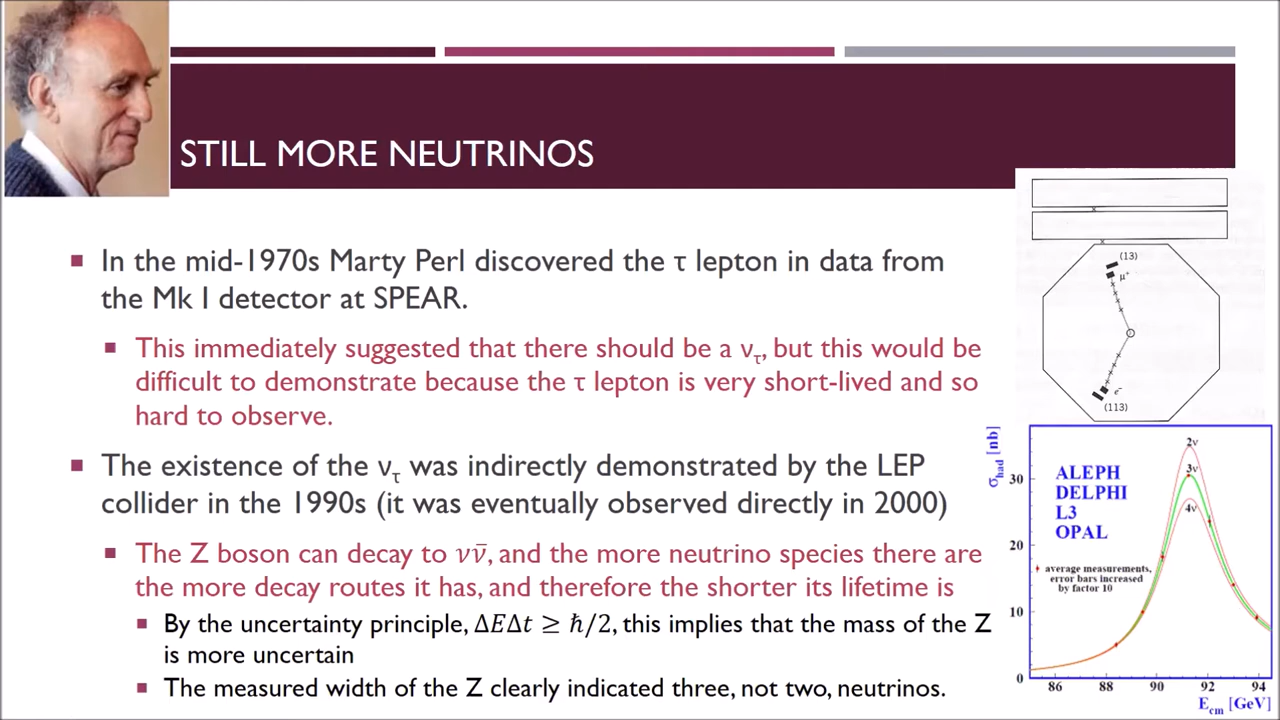 STILL MORE NEUTRINOS
■ In the mid-1970s Marty Perl discovered the τ lepton in data from
the Mk I detector at SPEAR.
■ This immediately suggested that there should be a ντ, but this would be
difficult to demonstrate because the τ lepton is very short-lived and so
hard to observe.
■ The existence of the ντ was indirectly demonstrated by the LEP
collider in the 1990s (it was eventually observed directly in 2000)
■ The Z boson can decay to νν̄, and the more neutrino species there are
the more decay routes it has, and therefore the shorter its lifetime is
■ By the uncertainty principle, ΔEΔt ≥ ℏ/2, this implies that the mass of the Z
is more uncertain
■ The measured width of the Z clearly indicated three, not two, neutrinos.
(13)
μ+
e−
(113)
σhad [nb]
30
20
10
0
2ν
3ν
4ν
ALEPH
DELPHI
L3
OPAL
average measurements,
error bars increased
by factor 10
86 88 90 92 94
Ecm [GeV]